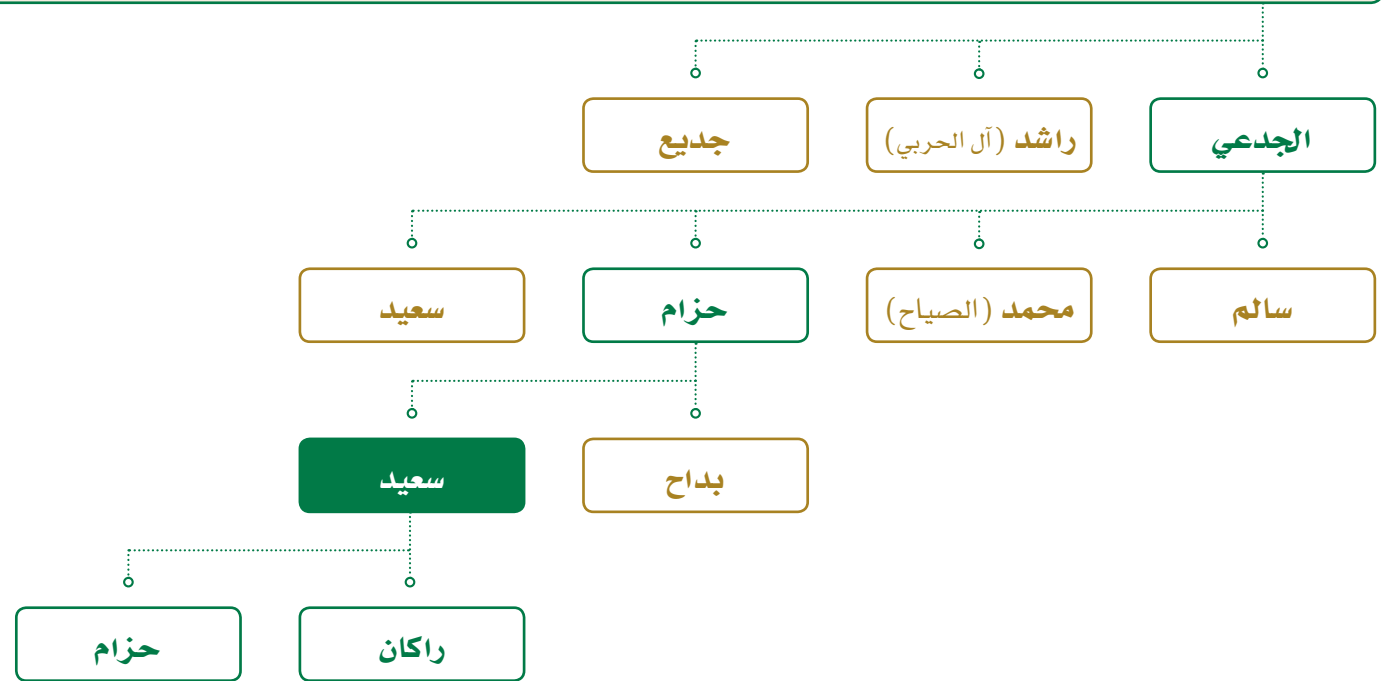 الجدعي
راشد (آل الحربي)
جديع
سالم
محمد (الصياح)
حزام
سعيد
بداح
سعيد
راكان
حزام